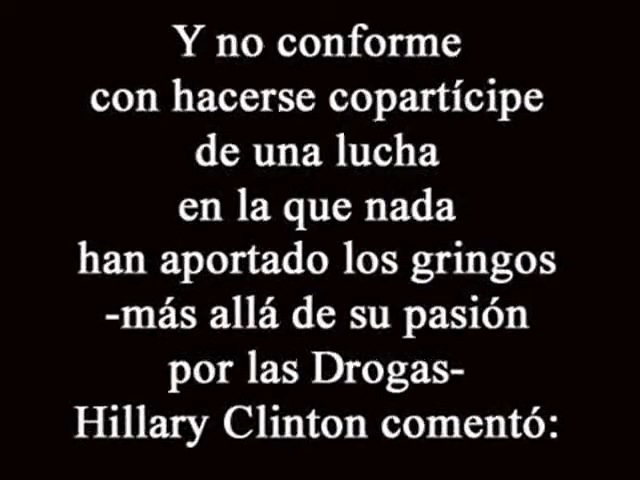 Y no conforme
con hacerse copartícipe
de una lucha
en la que nada
han aportado los gringos
-más allá de su pasión
por las Drogas-
Hillary Clinton comentó: